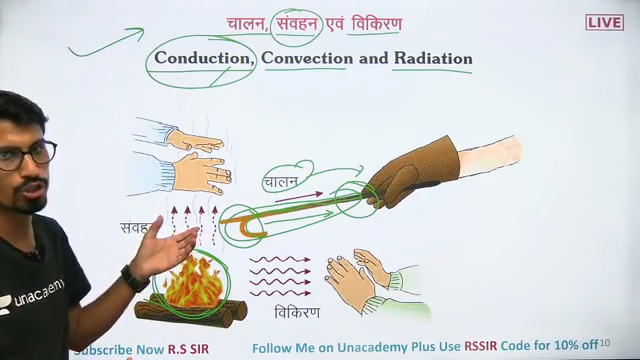 चालन, संवहन एवं विकिरण
LIVE
Conduction, Convection and Radiation
चालन
unacademy
विकिरण
Subscribe Now R.S SIR
Follow Me on Unacademy Plus Use RSSIR Code for 10% off
10